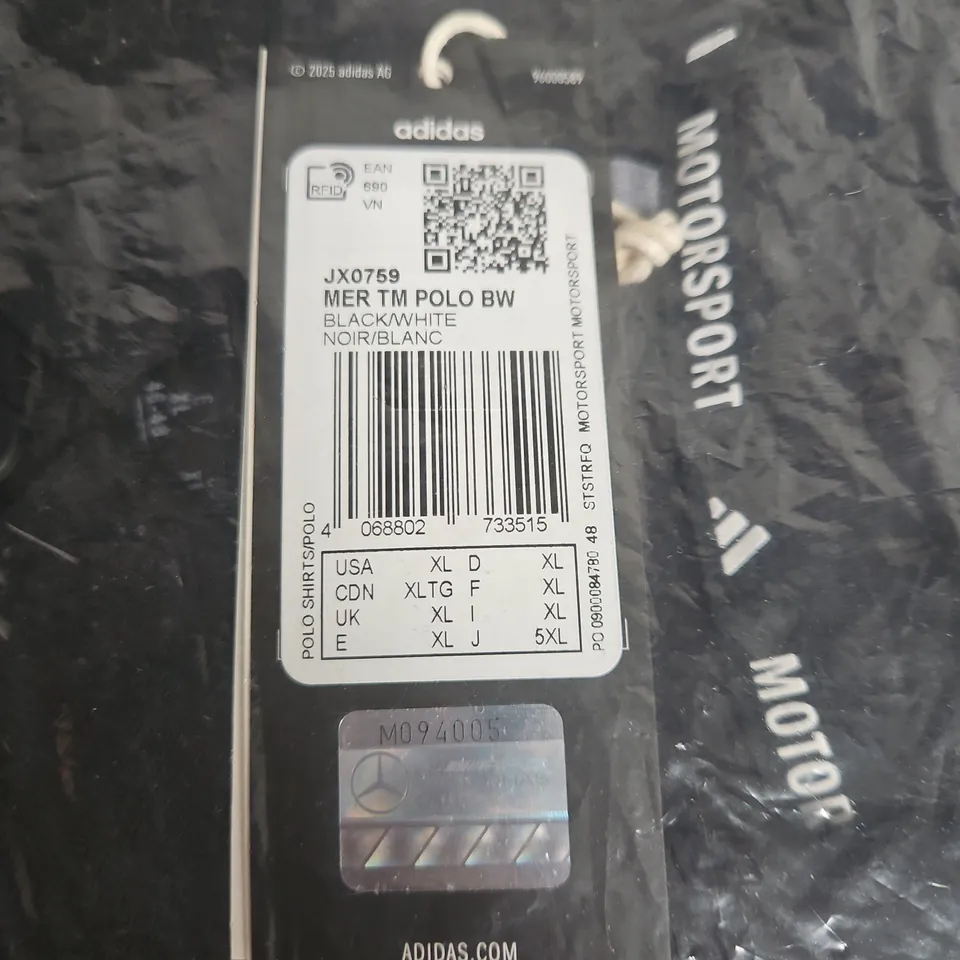 © 2025 adidas AG
96000589
adidas
RFID
EAN
690
VN
JX0759
MER TM POLO BW
BLACK/WHITE
NOIR/BLANC
4 068802 733515
POLO SHIRTS/POLO
PO 0900084780 48 STSTRFQ MOTORSPORT MOTORSPORT
USA XL D XL
CDN XLTG F XL
UK XL I XL
E XL J 5XL
M094005
ADIDAS.COM
MOTORSPORT
MOTOR